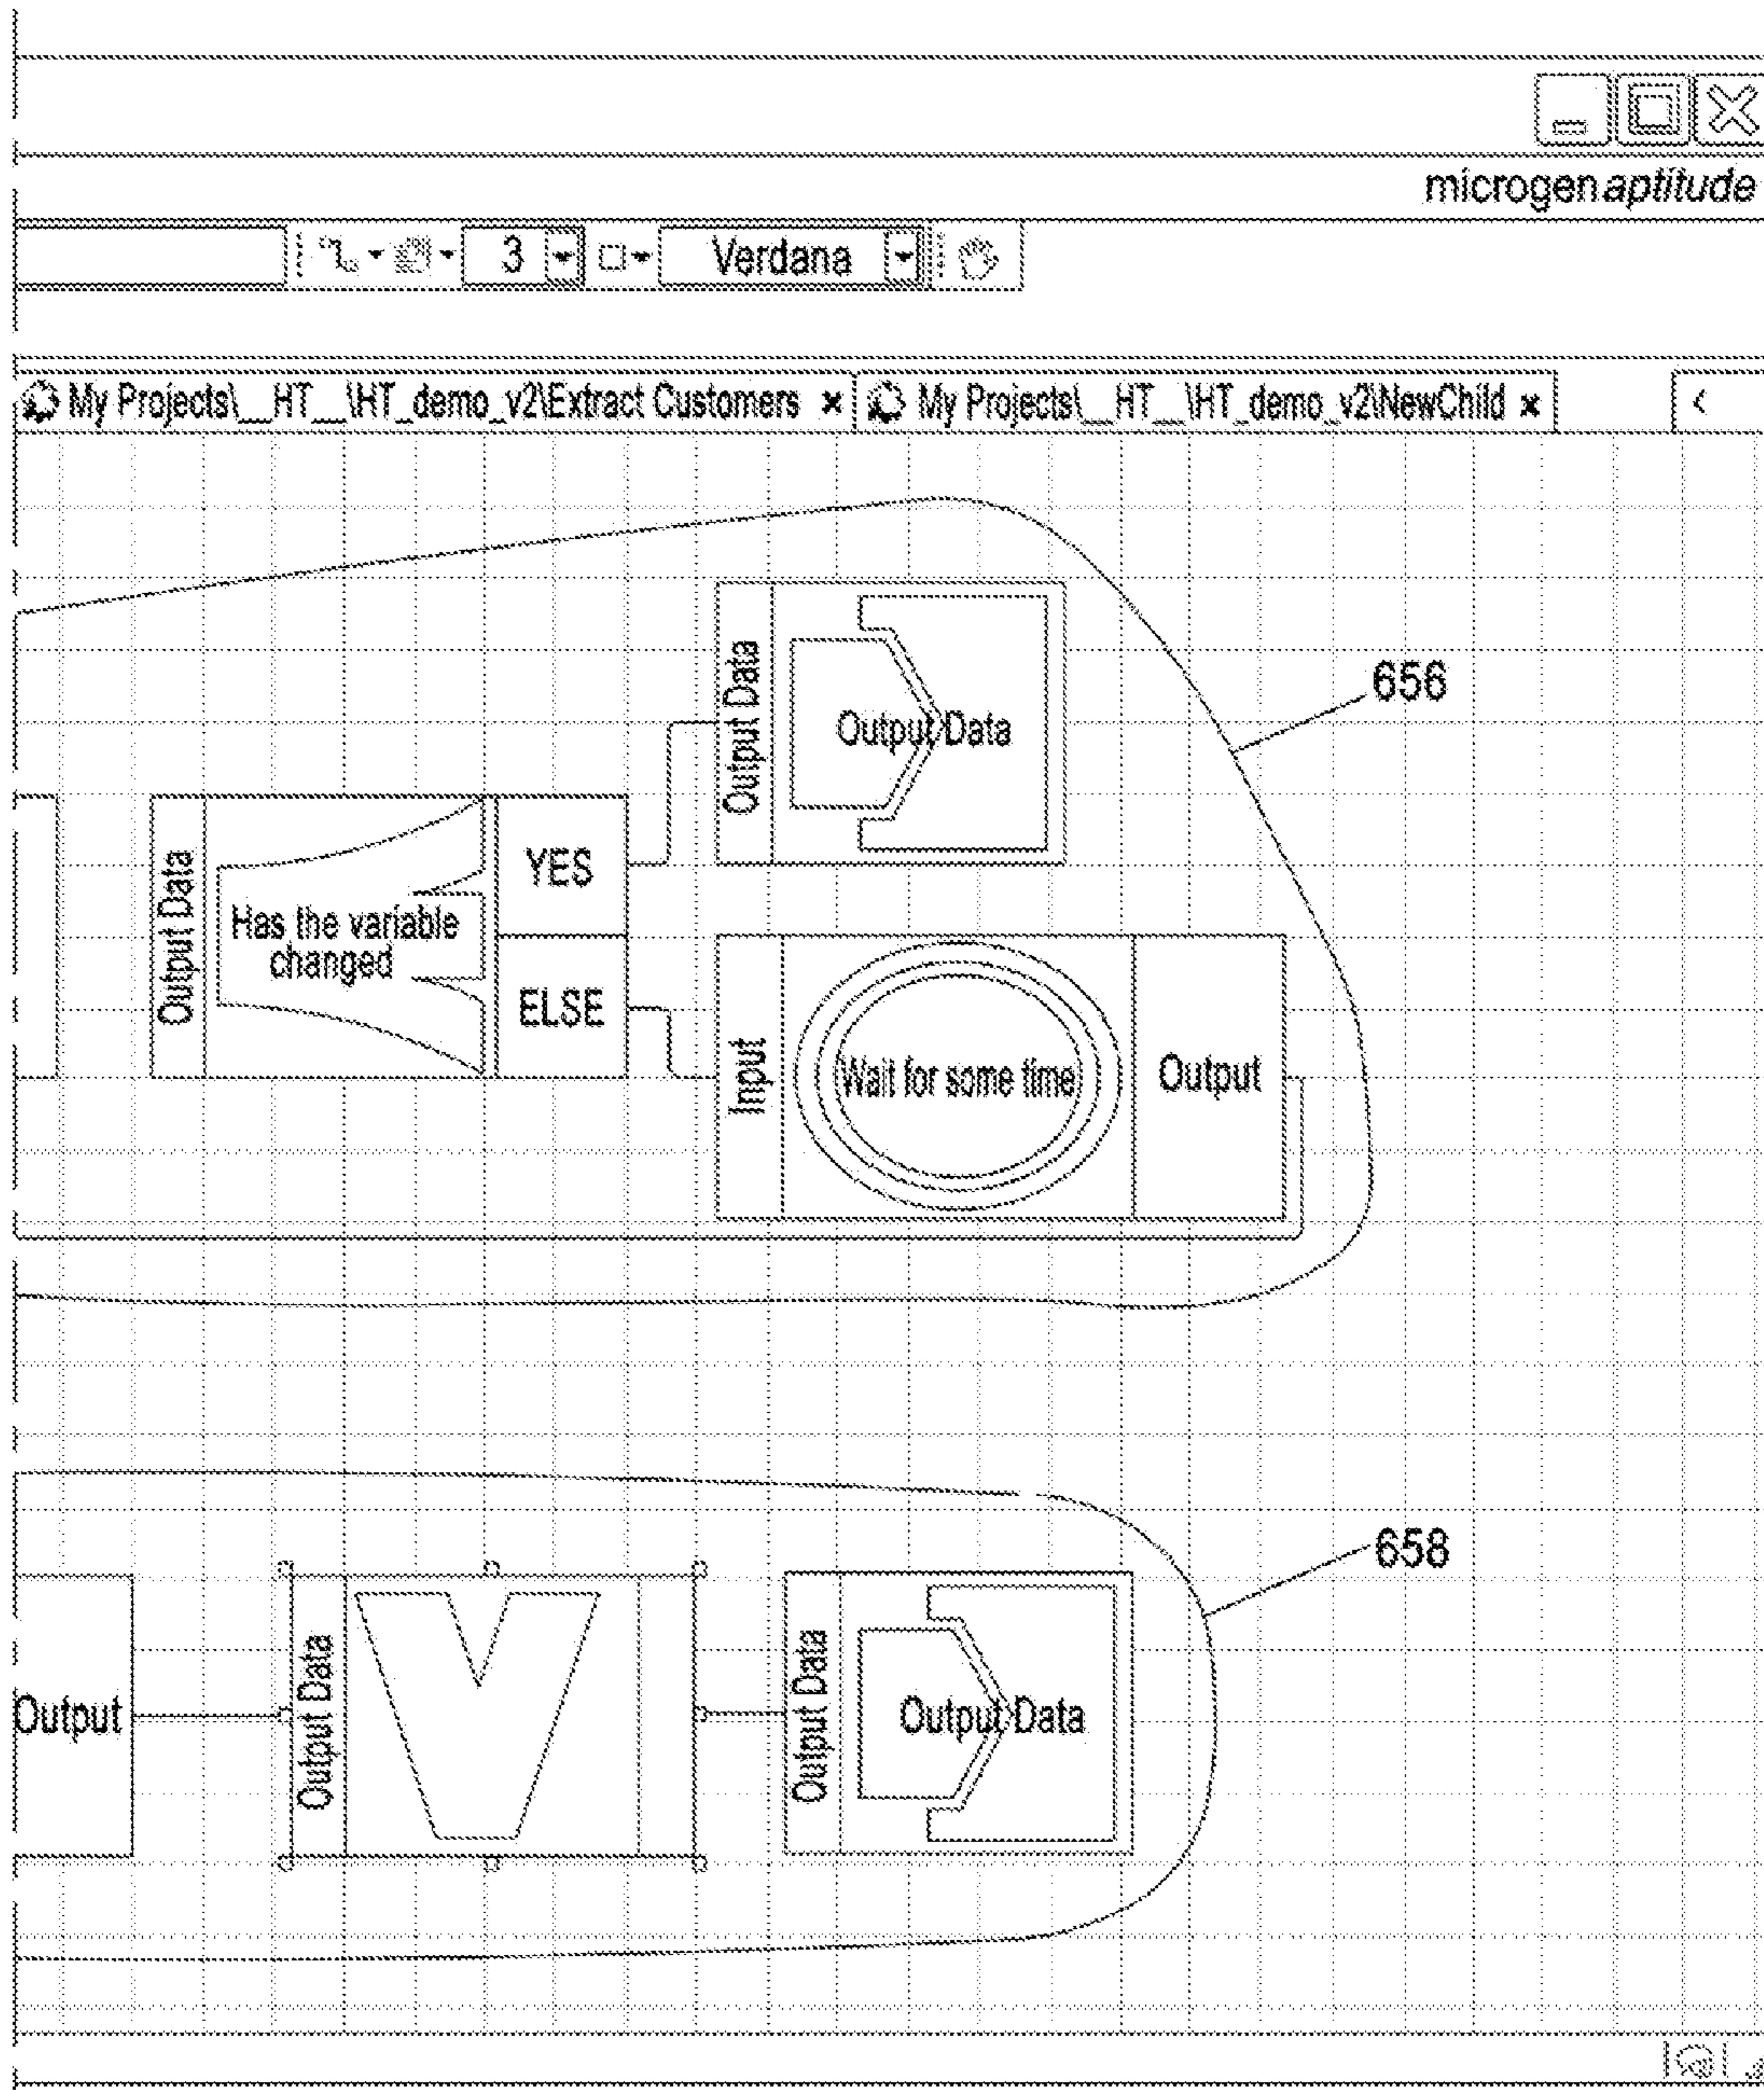 microgen aptitude
3
Verdana
My Projects\__HT__\HT_demo_v2\Extract Customers ×
My Projects\__HT__\HT_demo_v2\NewChild ×
<
656
Output Data
Output Data
Output Data
Has the variable
changed
YES
ELSE
Input
Wait for some time
Output
658
Output
Output Data
Output Data
Output Data